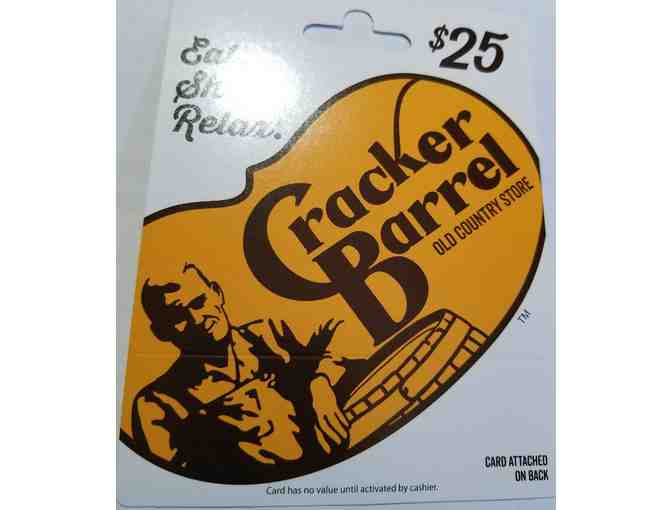 $25
Eat.
Sh
Relax.
Cracker
Barrel
OLD COUNTRY STORE
TM
CARD ATTACHED
ON BACK
Card has no value until activated by cashier.